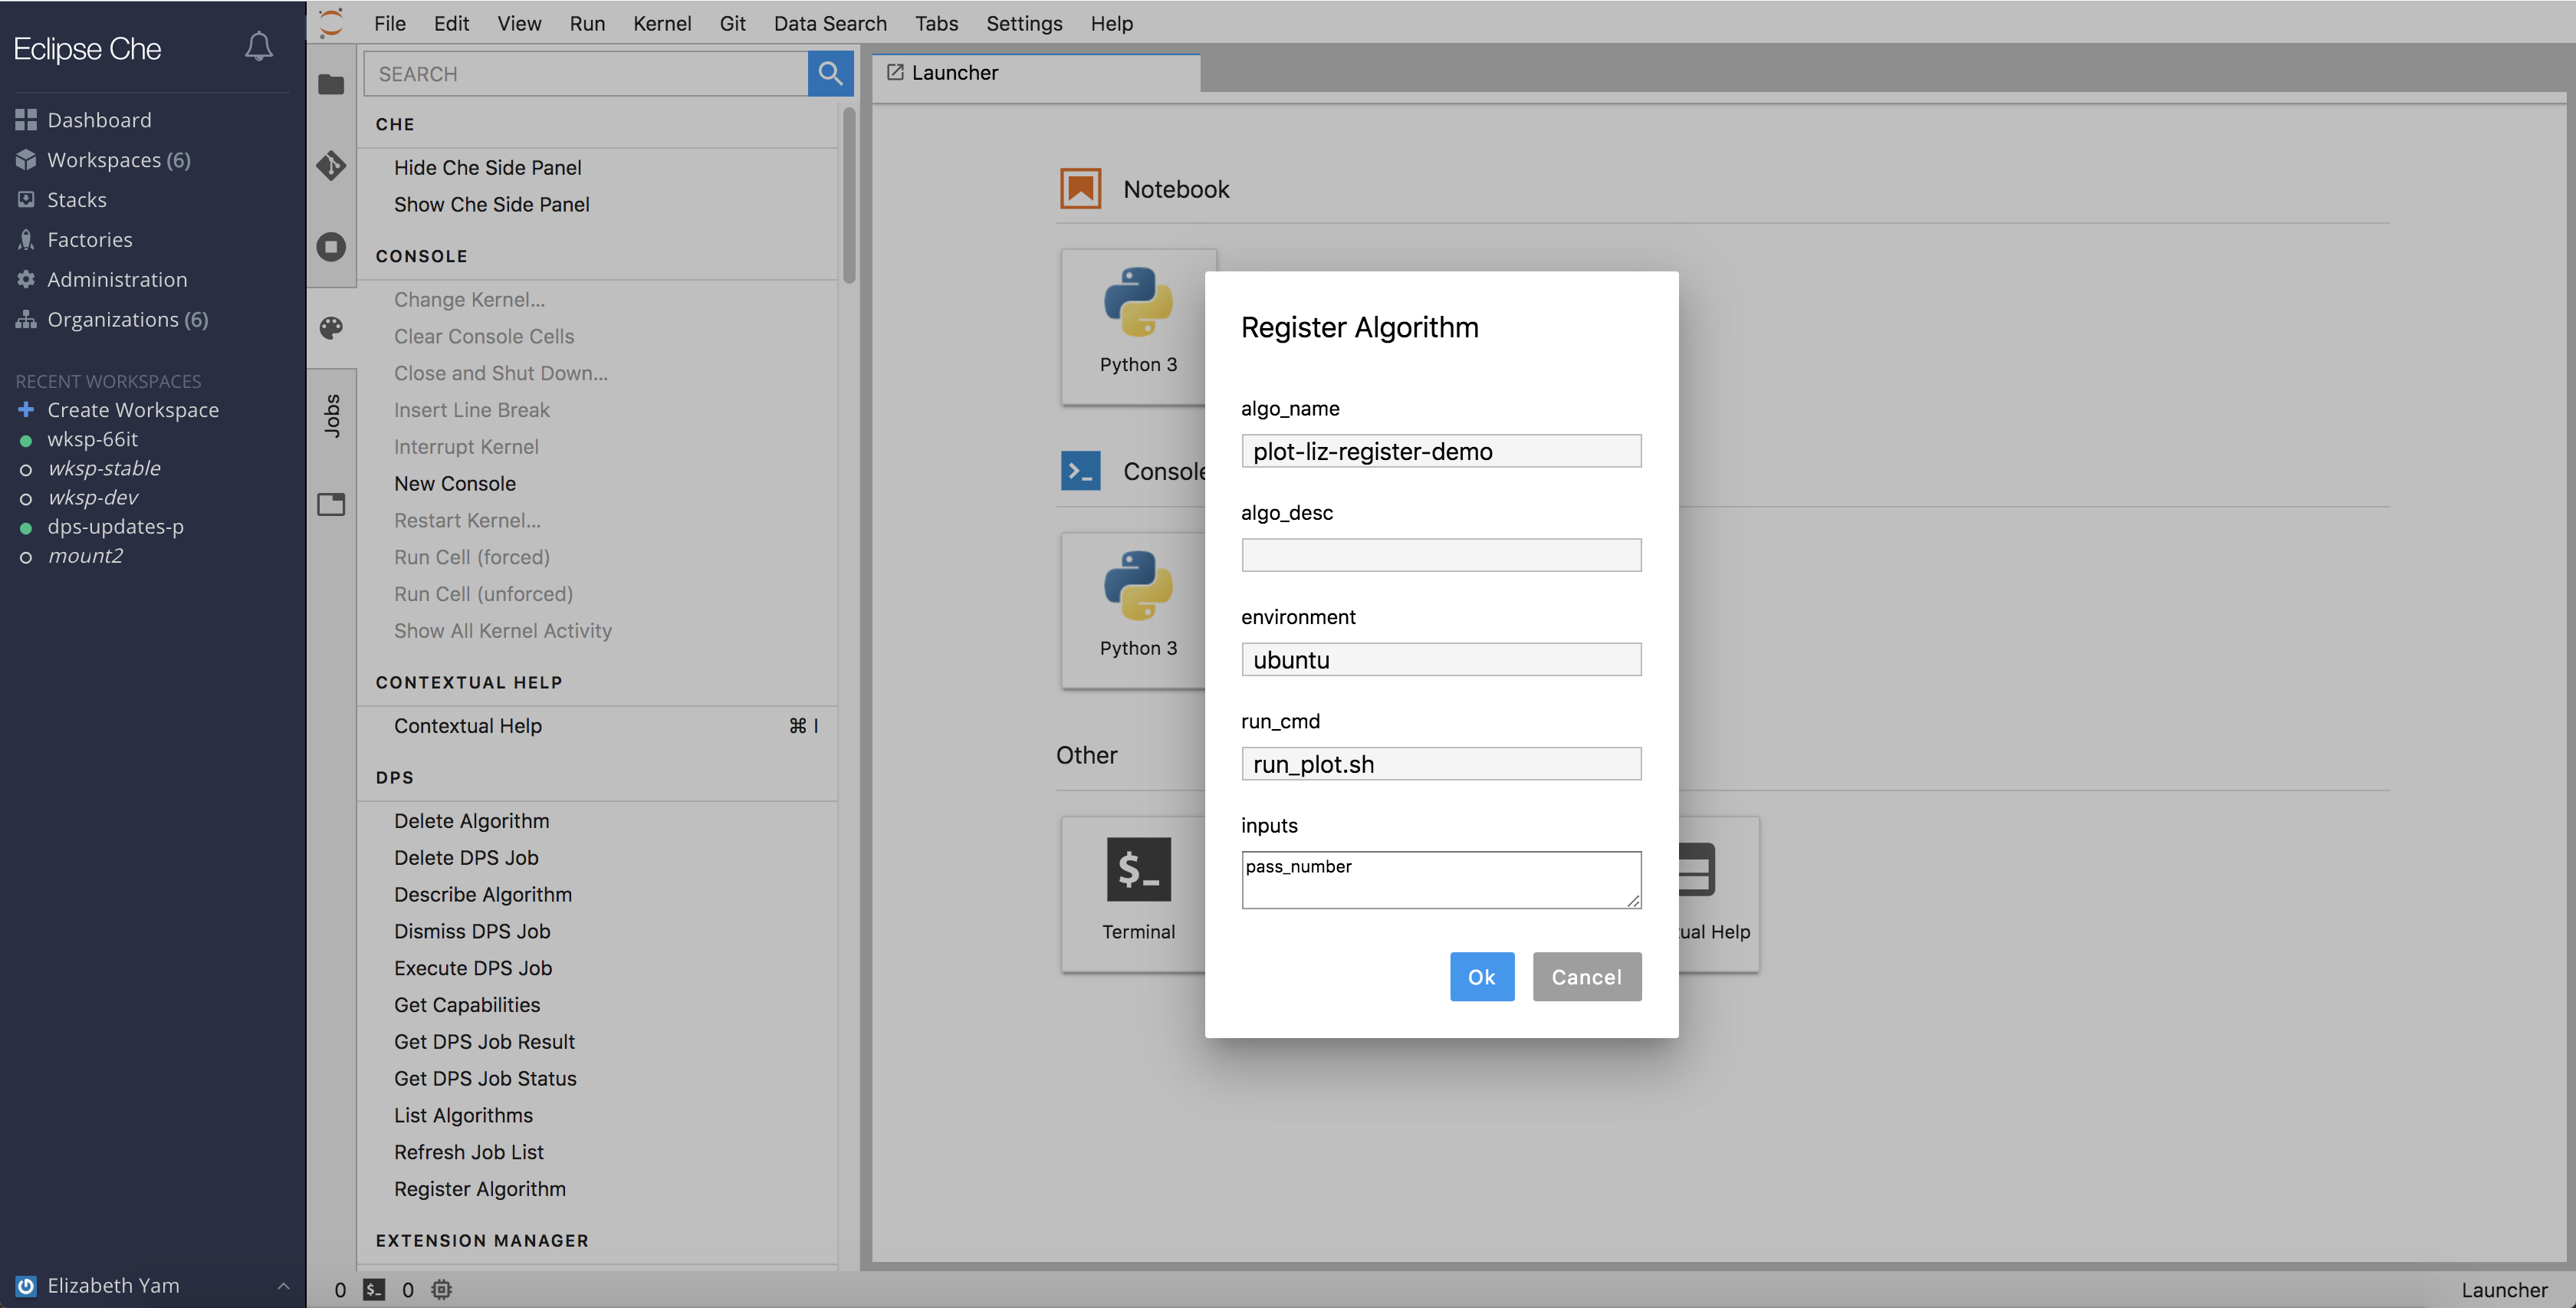 Eclipse Che
Dashboard
Workspaces (6)
Stacks
Factories
Administration
Organizations (6)
RECENT WORKSPACES
Create Workspace
wksp-66it
wksp-stable
wksp-dev
dps-updates-p
mount2
Elizabeth Yam
File Edit View Run Kernel Git Data Search Tabs Settings Help
Jobs
SEARCH
CHE
Hide Che Side Panel
Show Che Side Panel
CONSOLE
Change Kernel...
Clear Console Cells
Close and Shut Down...
Insert Line Break
Interrupt Kernel
New Console
Restart Kernel...
Run Cell (forced)
Run Cell (unforced)
Show All Kernel Activity
CONTEXTUAL HELP
Contextual Help ⌘ I
DPS
Delete Algorithm
Delete DPS Job
Describe Algorithm
Dismiss DPS Job
Execute DPS Job
Get Capabilities
Get DPS Job Result
Get DPS Job Status
List Algorithms
Refresh Job List
Register Algorithm
EXTENSION MANAGER
Launcher
Notebook
Python 3
Console
Python 3
Other
$_
Terminal
ual Help
Register Algorithm
algo_name
plot-liz-register-demo
algo_desc
environment
ubuntu
run_cmd
run_plot.sh
inputs
pass_number
Ok Cancel
0 $_ 0
Launcher